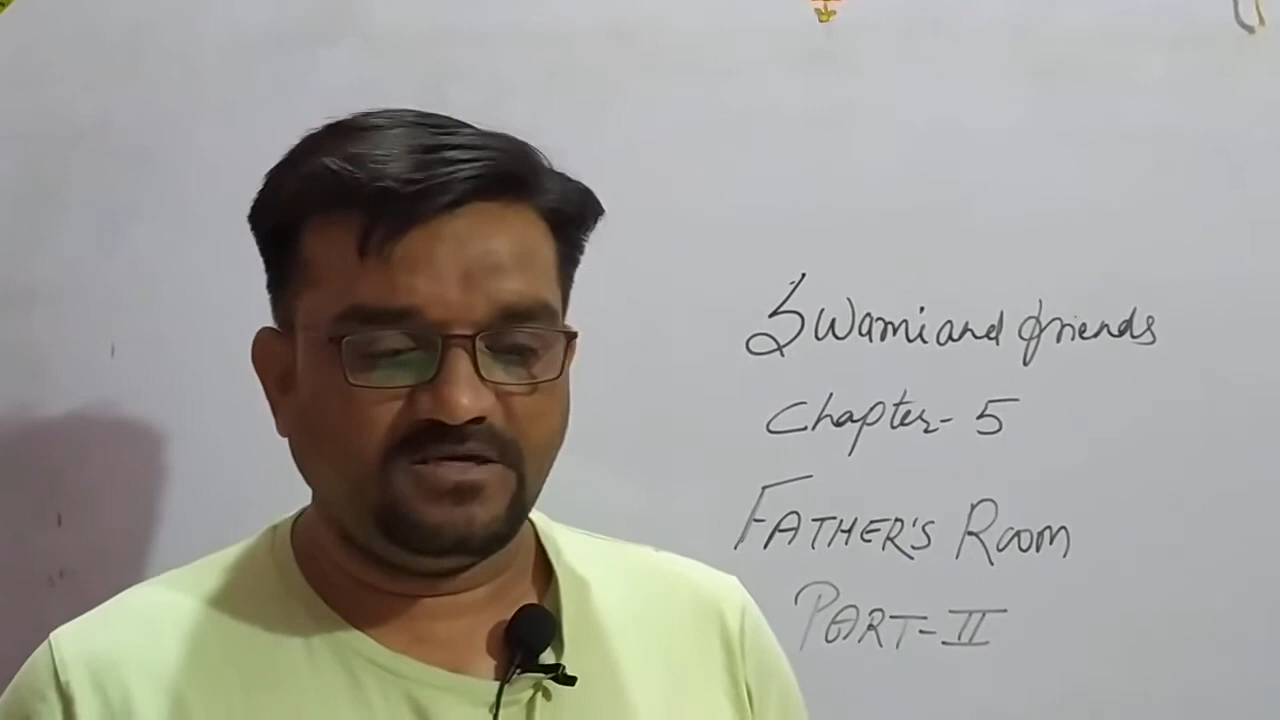 Swami and friends
Chapter - 5
FATHER'S ROOM
PART - II